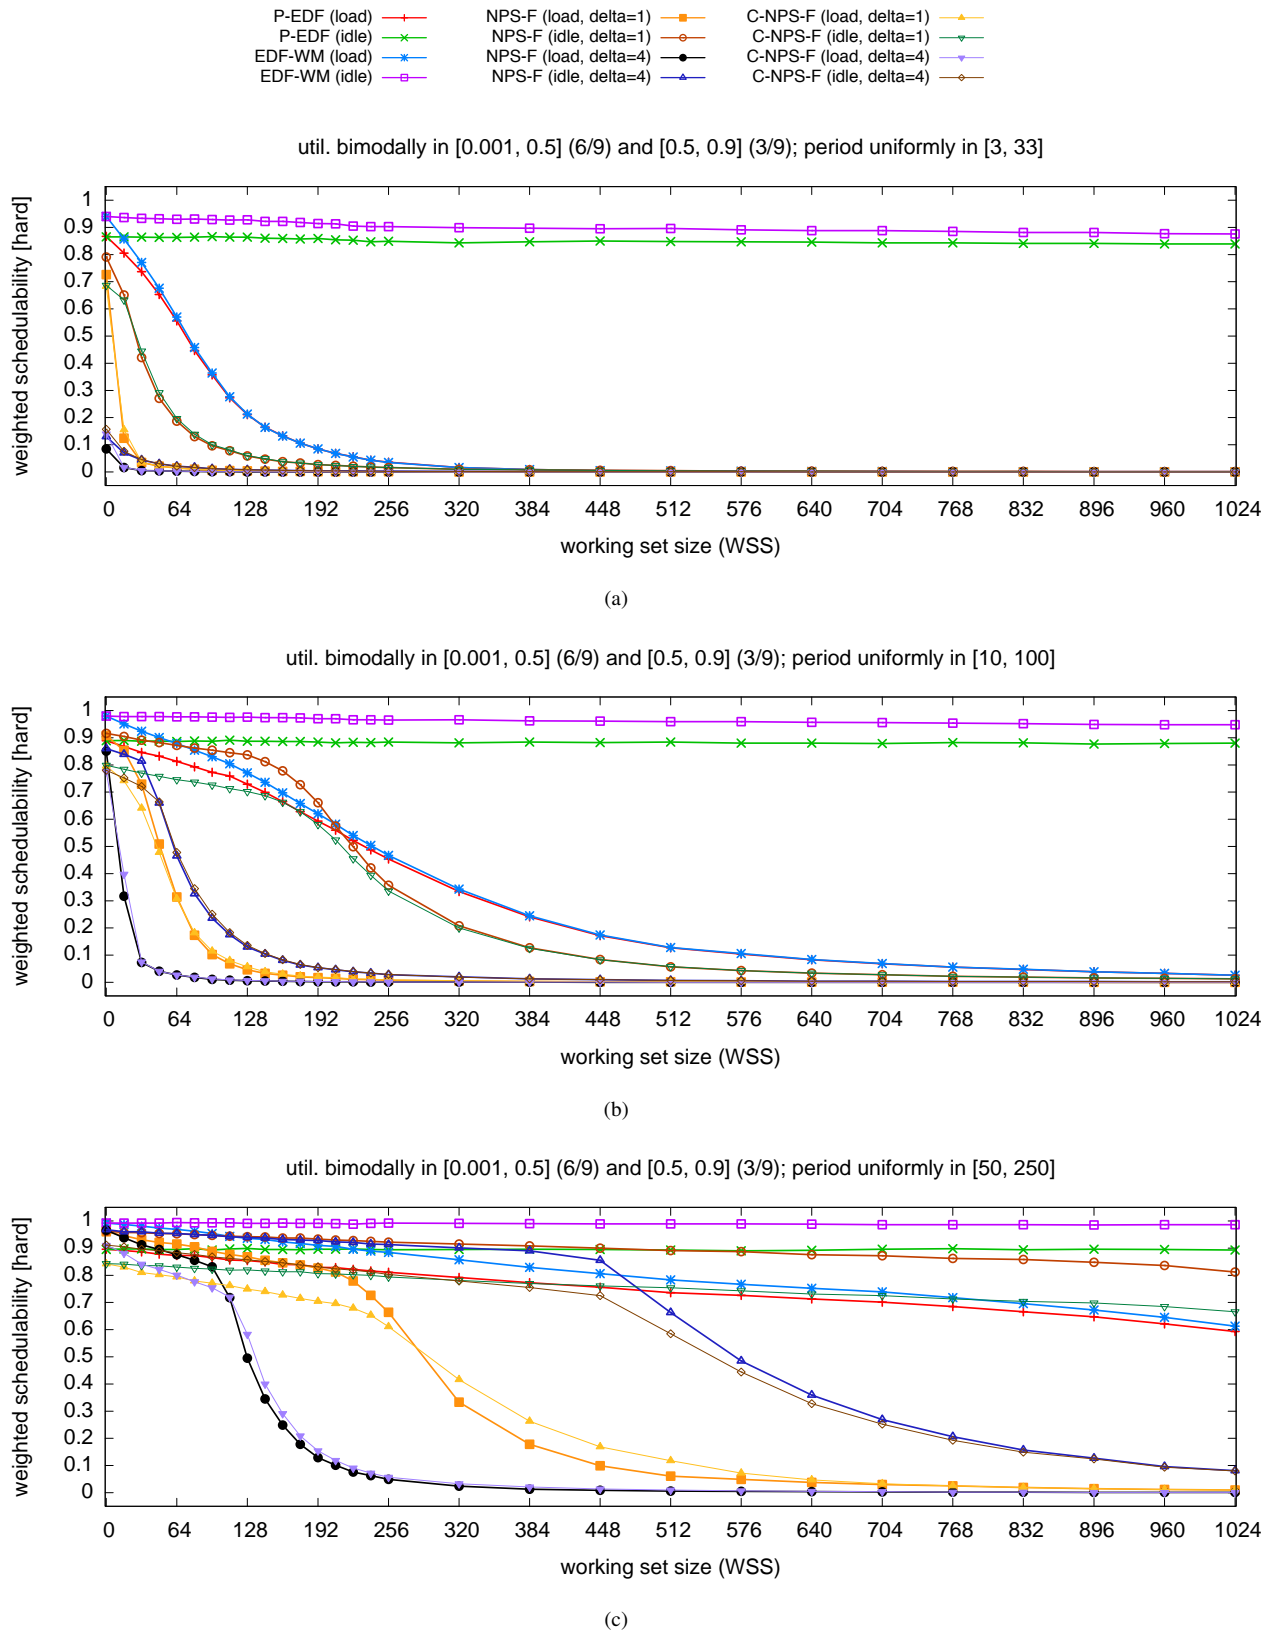 P-EDF (load)
P-EDF (idle)
EDF-WM (load)
EDF-WM (idle)
NPS-F (load, delta=1)
NPS-F (idle, delta=1)
NPS-F (load, delta=4)
NPS-F (idle, delta=4)
C-NPS-F (load, delta=1)
C-NPS-F (idle, delta=1)
C-NPS-F (load, delta=4)
C-NPS-F (idle, delta=4)
util. bimodally in [0.001, 0.5] (6/9) and [0.5, 0.9] (3/9); period uniformly in [3, 33]
weighted schedulability [hard]
1
0.9
0.8
0.7
0.6
0.5
0.4
0.3
0.2
0.1
0
0 64 128 192 256 320 384 448 512 576 640 704 768 832 896 960 1024
working set size (WSS)
(a)
util. bimodally in [0.001, 0.5] (6/9) and [0.5, 0.9] (3/9); period uniformly in [10, 100]
weighted schedulability [hard]
1
0.9
0.8
0.7
0.6
0.5
0.4
0.3
0.2
0.1
0
0 64 128 192 256 320 384 448 512 576 640 704 768 832 896 960 1024
working set size (WSS)
(b)
util. bimodally in [0.001, 0.5] (6/9) and [0.5, 0.9] (3/9); period uniformly in [50, 250]
weighted schedulability [hard]
1
0.9
0.8
0.7
0.6
0.5
0.4
0.3
0.2
0.1
0
0 64 128 192 256 320 384 448 512 576 640 704 768 832 896 960 1024
working set size (WSS)
(c)